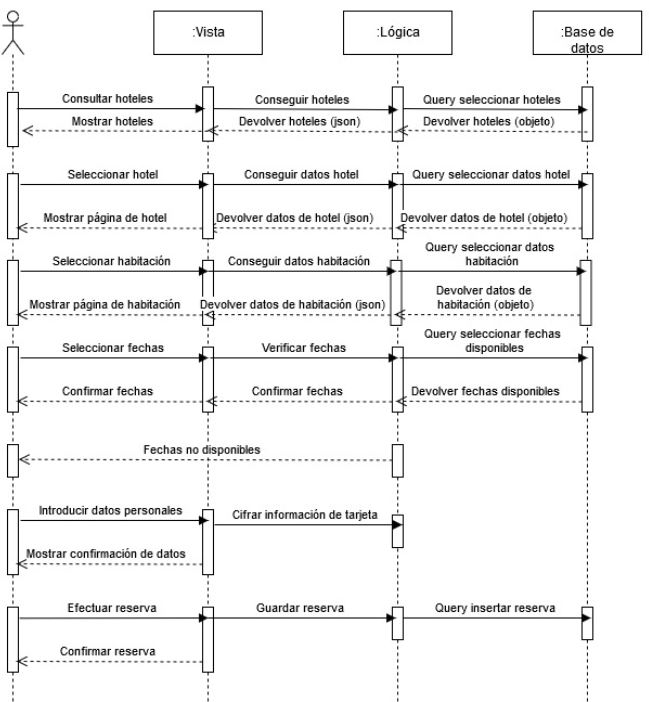 :Vista
:Lógica
:Base de
datos
Consultar hoteles
Conseguir hoteles
Query seleccionar hoteles
Mostrar hoteles
Devolver hoteles (json)
Devolver hoteles (objeto)
Seleccionar hotel
Conseguir datos hotel
Query seleccionar datos hotel
Mostrar página de hotel
Devolver datos de hotel (json)
Devolver datos de hotel (objeto)
Seleccionar habitación
Conseguir datos habitación
Query seleccionar datos
habitación
Mostrar página de habitación
Devolver datos de habitación (json)
Devolver datos de
habitación (objeto)
Seleccionar fechas
Verificar fechas
Query seleccionar fechas
disponibles
Confirmar fechas
Confirmar fechas
Devolver fechas disponibles
Fechas no disponibles
Introducir datos personales
Cifrar información de tarjeta
Mostrar confirmación de datos
Efectuar reserva
Guardar reserva
Query insertar reserva
Confirmar reserva